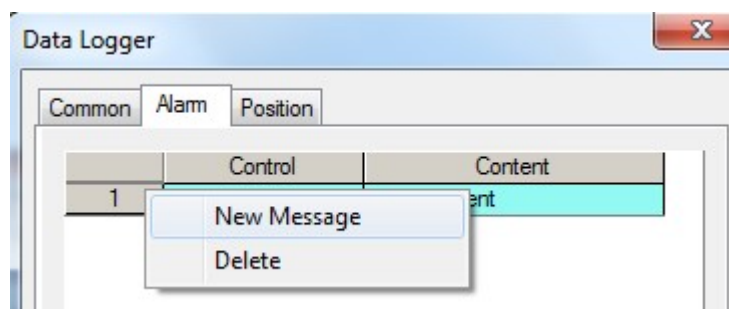 Data Logger
Common Alarm Position
Control Content
1
New Message
Delete